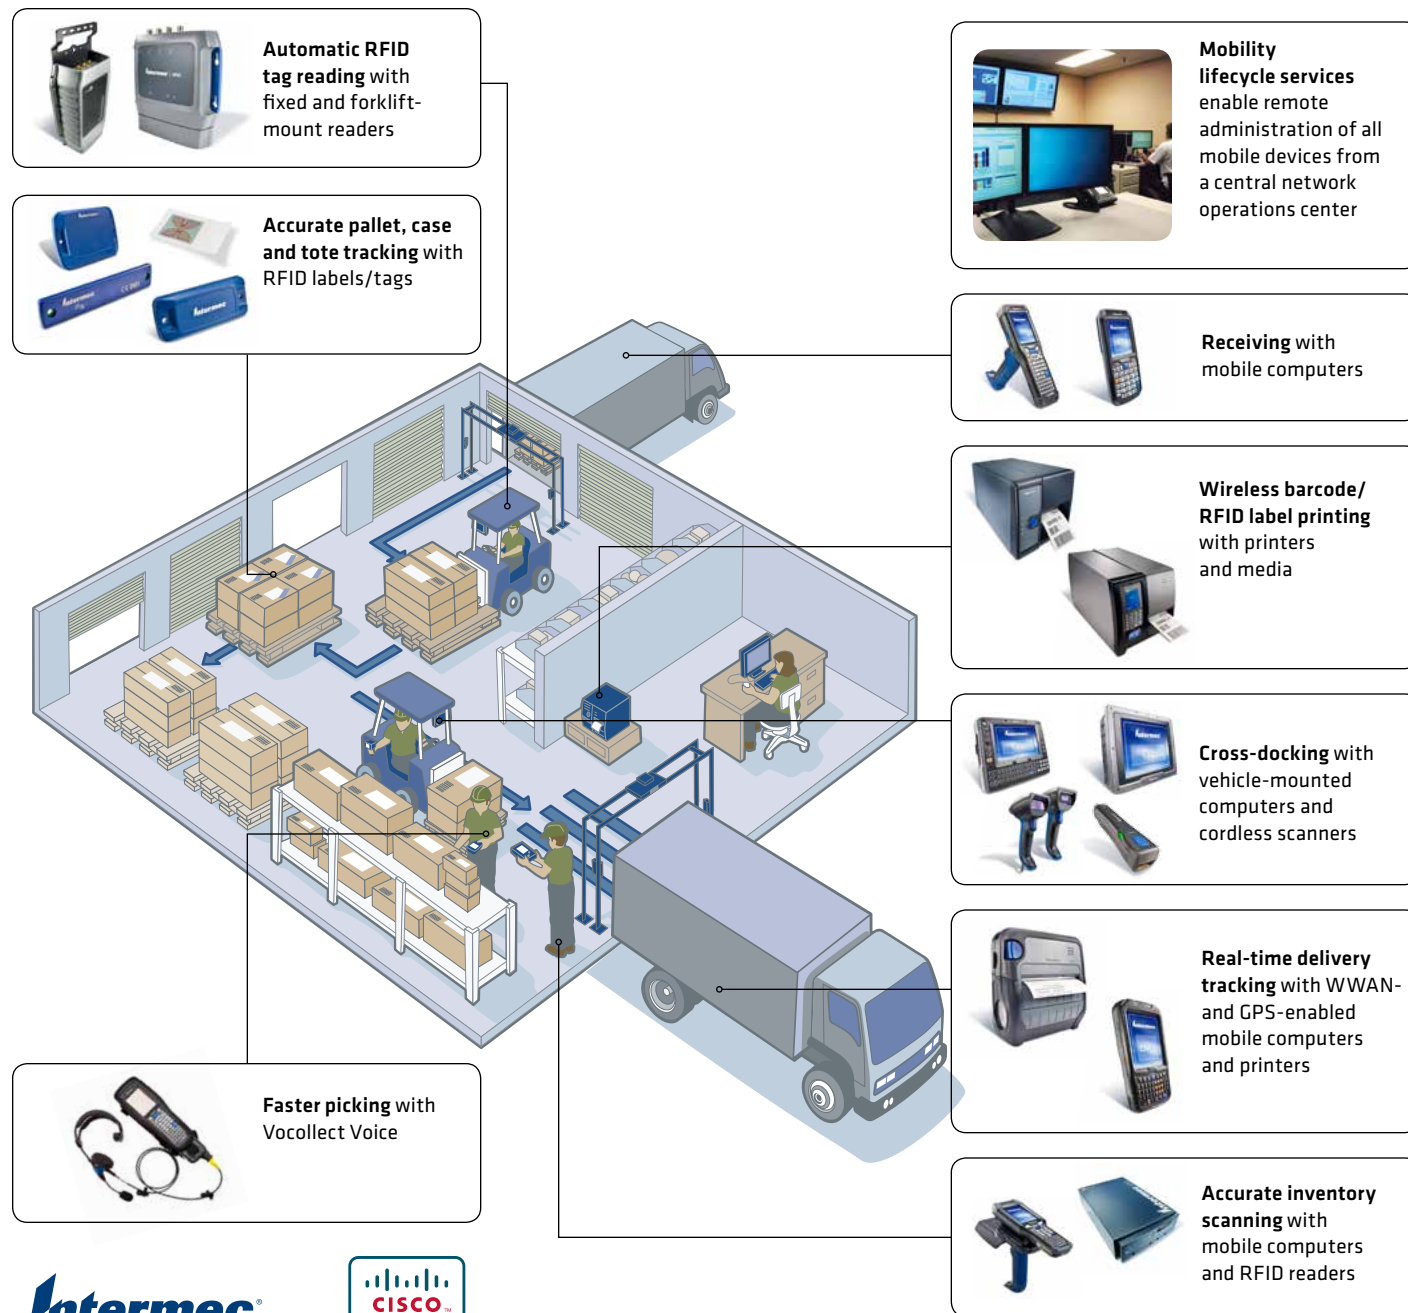 Automatic RFID
tag reading with
fixed and forklift-
mount readers
Accurate pallet, case
and tote tracking with
RFID labels/tags
Intermec
Intermec
Mobility
lifecycle services
enable remote
administration of all
mobile devices from
a central network
operations center
Receiving with
mobile computers
Wireless barcode/
RFID label printing
with printers
and media
Cross-docking with
vehicle-mounted
computers and
cordless scanners
Real-time delivery
tracking with WWAN-
and GPS-enabled
mobile computers
and printers
Faster picking with
Vocollect Voice
Accurate inventory
scanning with
mobile computers
and RFID readers
Intermec®
CISCO™